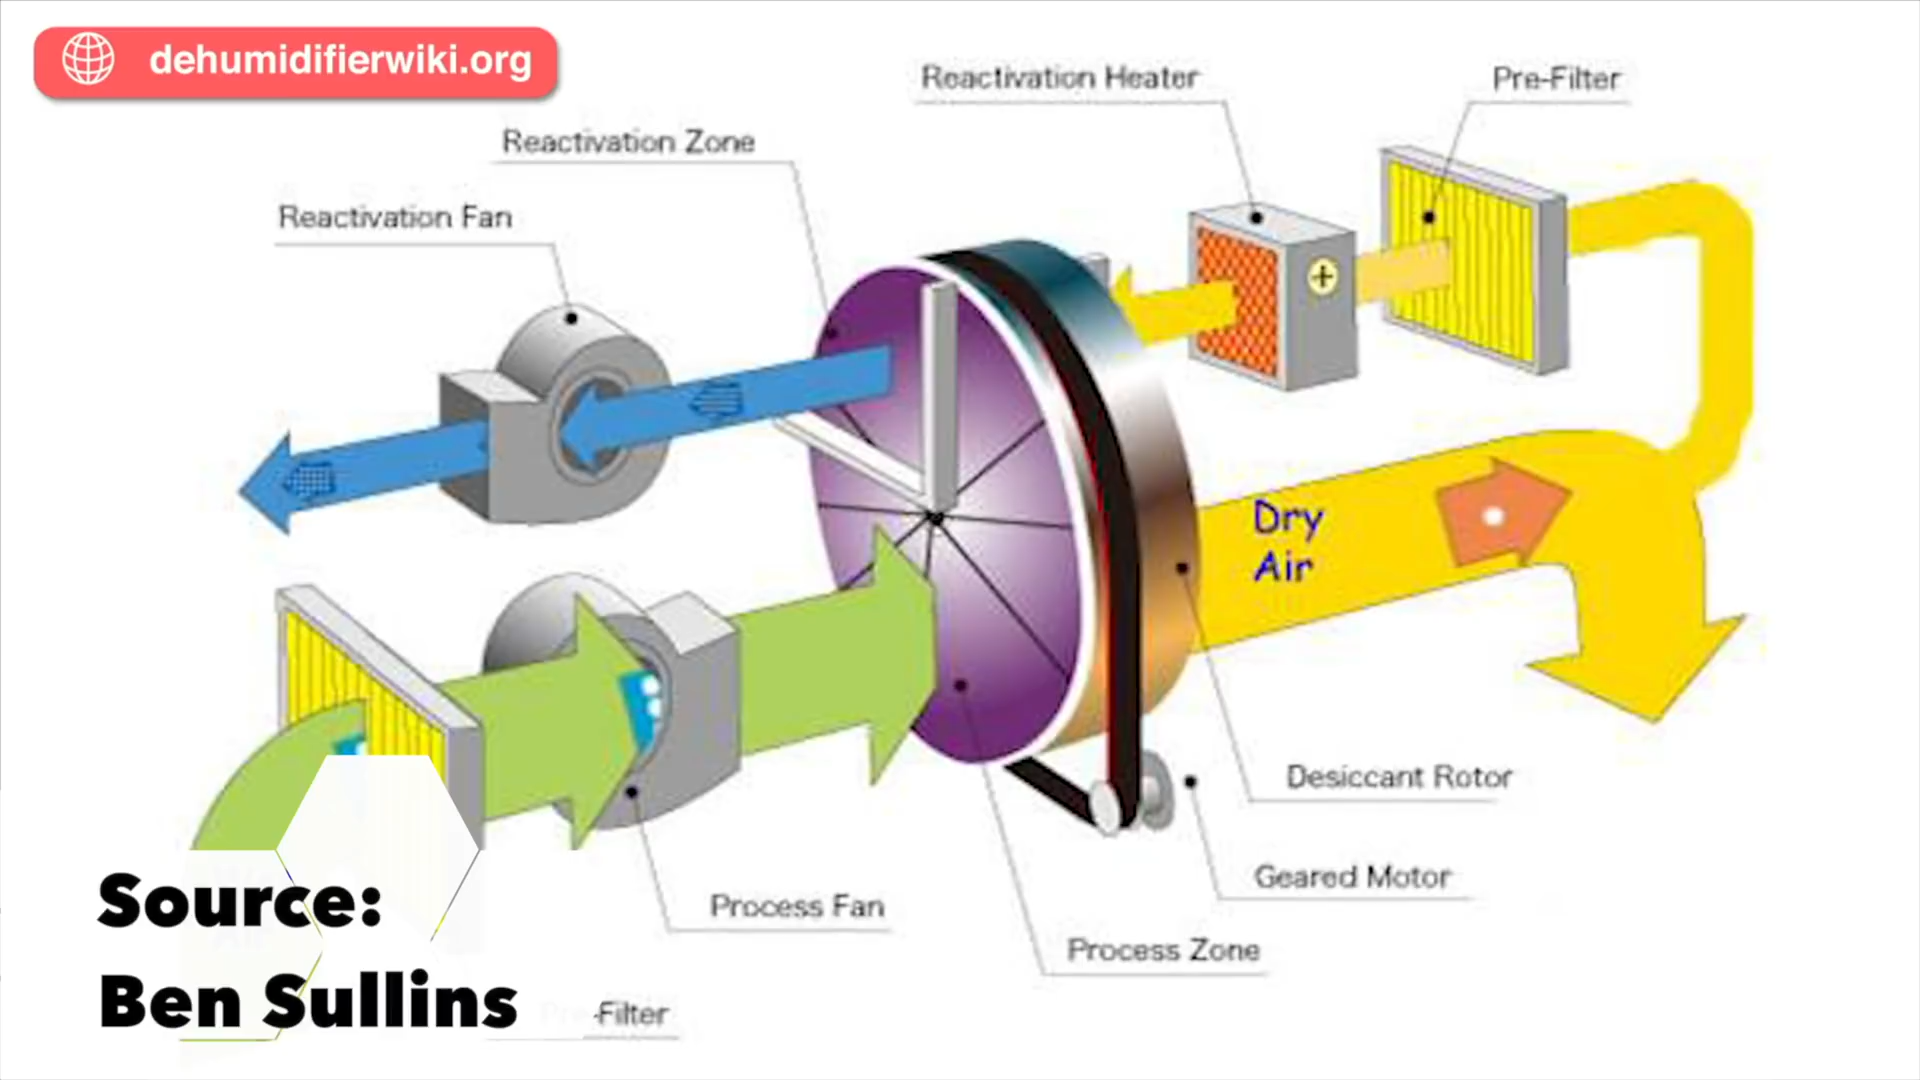 dehumidifierwiki.org
Reactivation Heater
Pre-Filter
Reactivation Zone
Reactivation Fan
Dry
Air
Desiccant Rotor
Geared Motor
Process Fan
Process Zone
Source:
Ben Sullins
-Filter